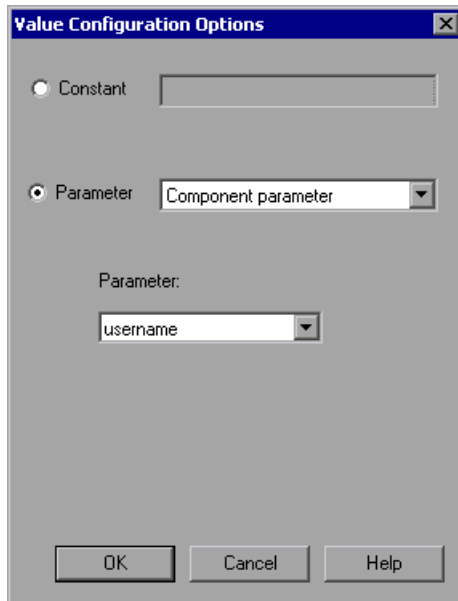 Value Configuration Options
Constant
Parameter Component parameter
Parameter:
username
OK Cancel Help